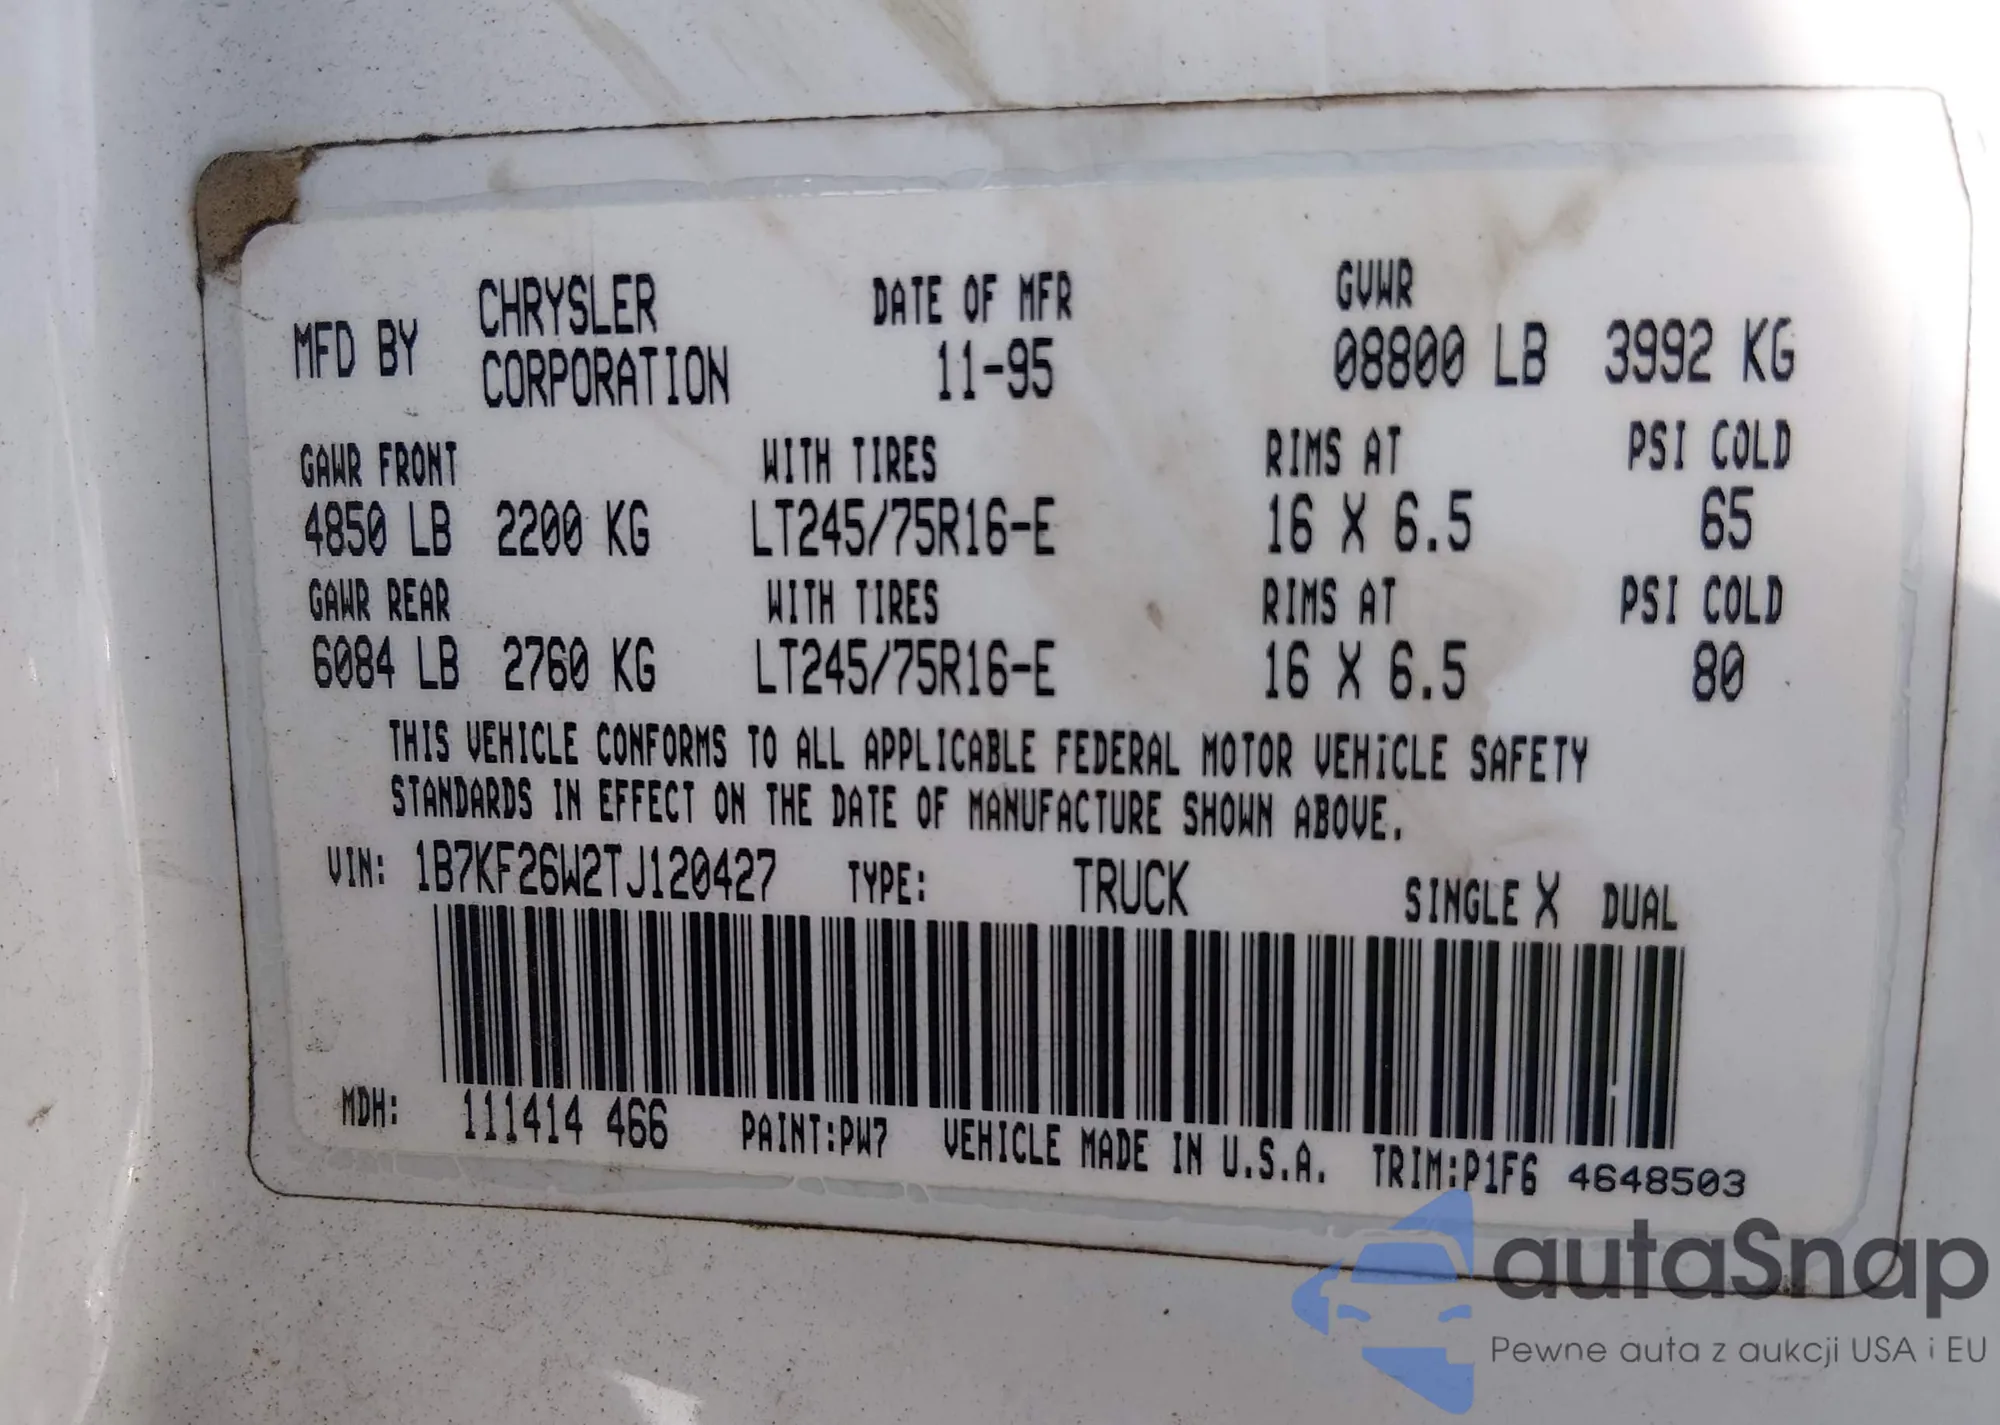 MFD BY CHRYSLER CORPORATION DATE OF MFR 11-95 GVWR 08800 LB 3992 KG
GAWR FRONT WITH TIRES RIMS AT PSI COLD
4850 LB 2200 KG LT245/75R16-E 16 X 6.5 65
GAWR REAR WITH TIRES RIMS AT PSI COLD
6084 LB 2760 KG LT245/75R16-E 16 X 6.5 80
THIS VEHICLE CONFORMS TO ALL APPLICABLE FEDERAL MOTOR VEHiCLE SAFETY
STANDARDS IN EFFECT ON THE DATE OF MANUFACTURE SHOWN ABOVE.
VIN: 1B7KF26W2TJ120427 TYPE: TRUCK SINGLE X DUAL
MDH: 111414 466 PAINT:PW7 VEHICLE MADE IN U.S.A. TRIM:P1F6 4648503
autaSnap
Pewne auta z aukcji USA i EU